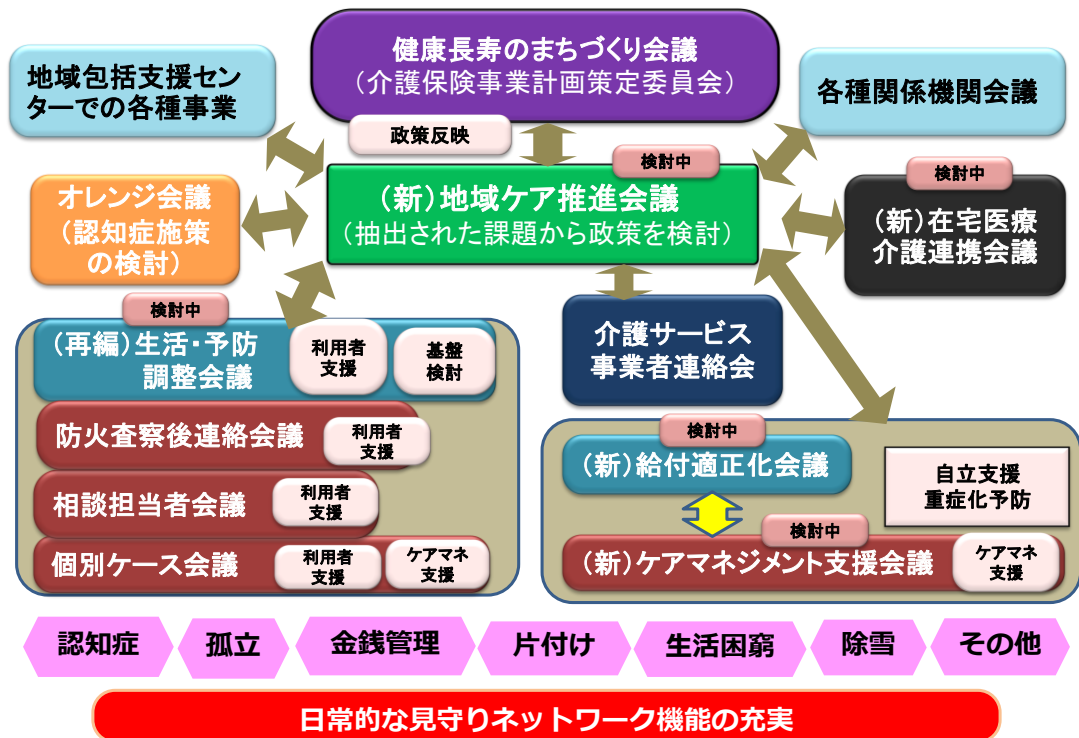 健康長寿のまちづくり会議
（介護保険事業計画策定委員会）
地域包括支援セン
ターでの各種事業
各種関係機関会議
政策反映
検討中
（新）地域ケア推進会議
（抽出された課題から政策を検討）
オレンジ会議
（認知症施策
の検討）
検討中
（新）在宅医療
介護連携会議
検討中
（再編）生活・予防
調整会議
利用者
支援
基盤
検討
介護サービス
事業者連絡会
防火査察後連絡会議
利用者
支援
相談担当者会議
利用者
支援
個別ケース会議
利用者
支援
ケアマネ
支援
検討中
（新）給付適正化会議
自立支援
重症化予防
検討中
（新）ケアマネジメント支援会議
ケアマネ
支援
認知症
孤立
金銭管理
片付け
生活困窮
除雪
その他
日常的な見守りネットワーク機能の充実